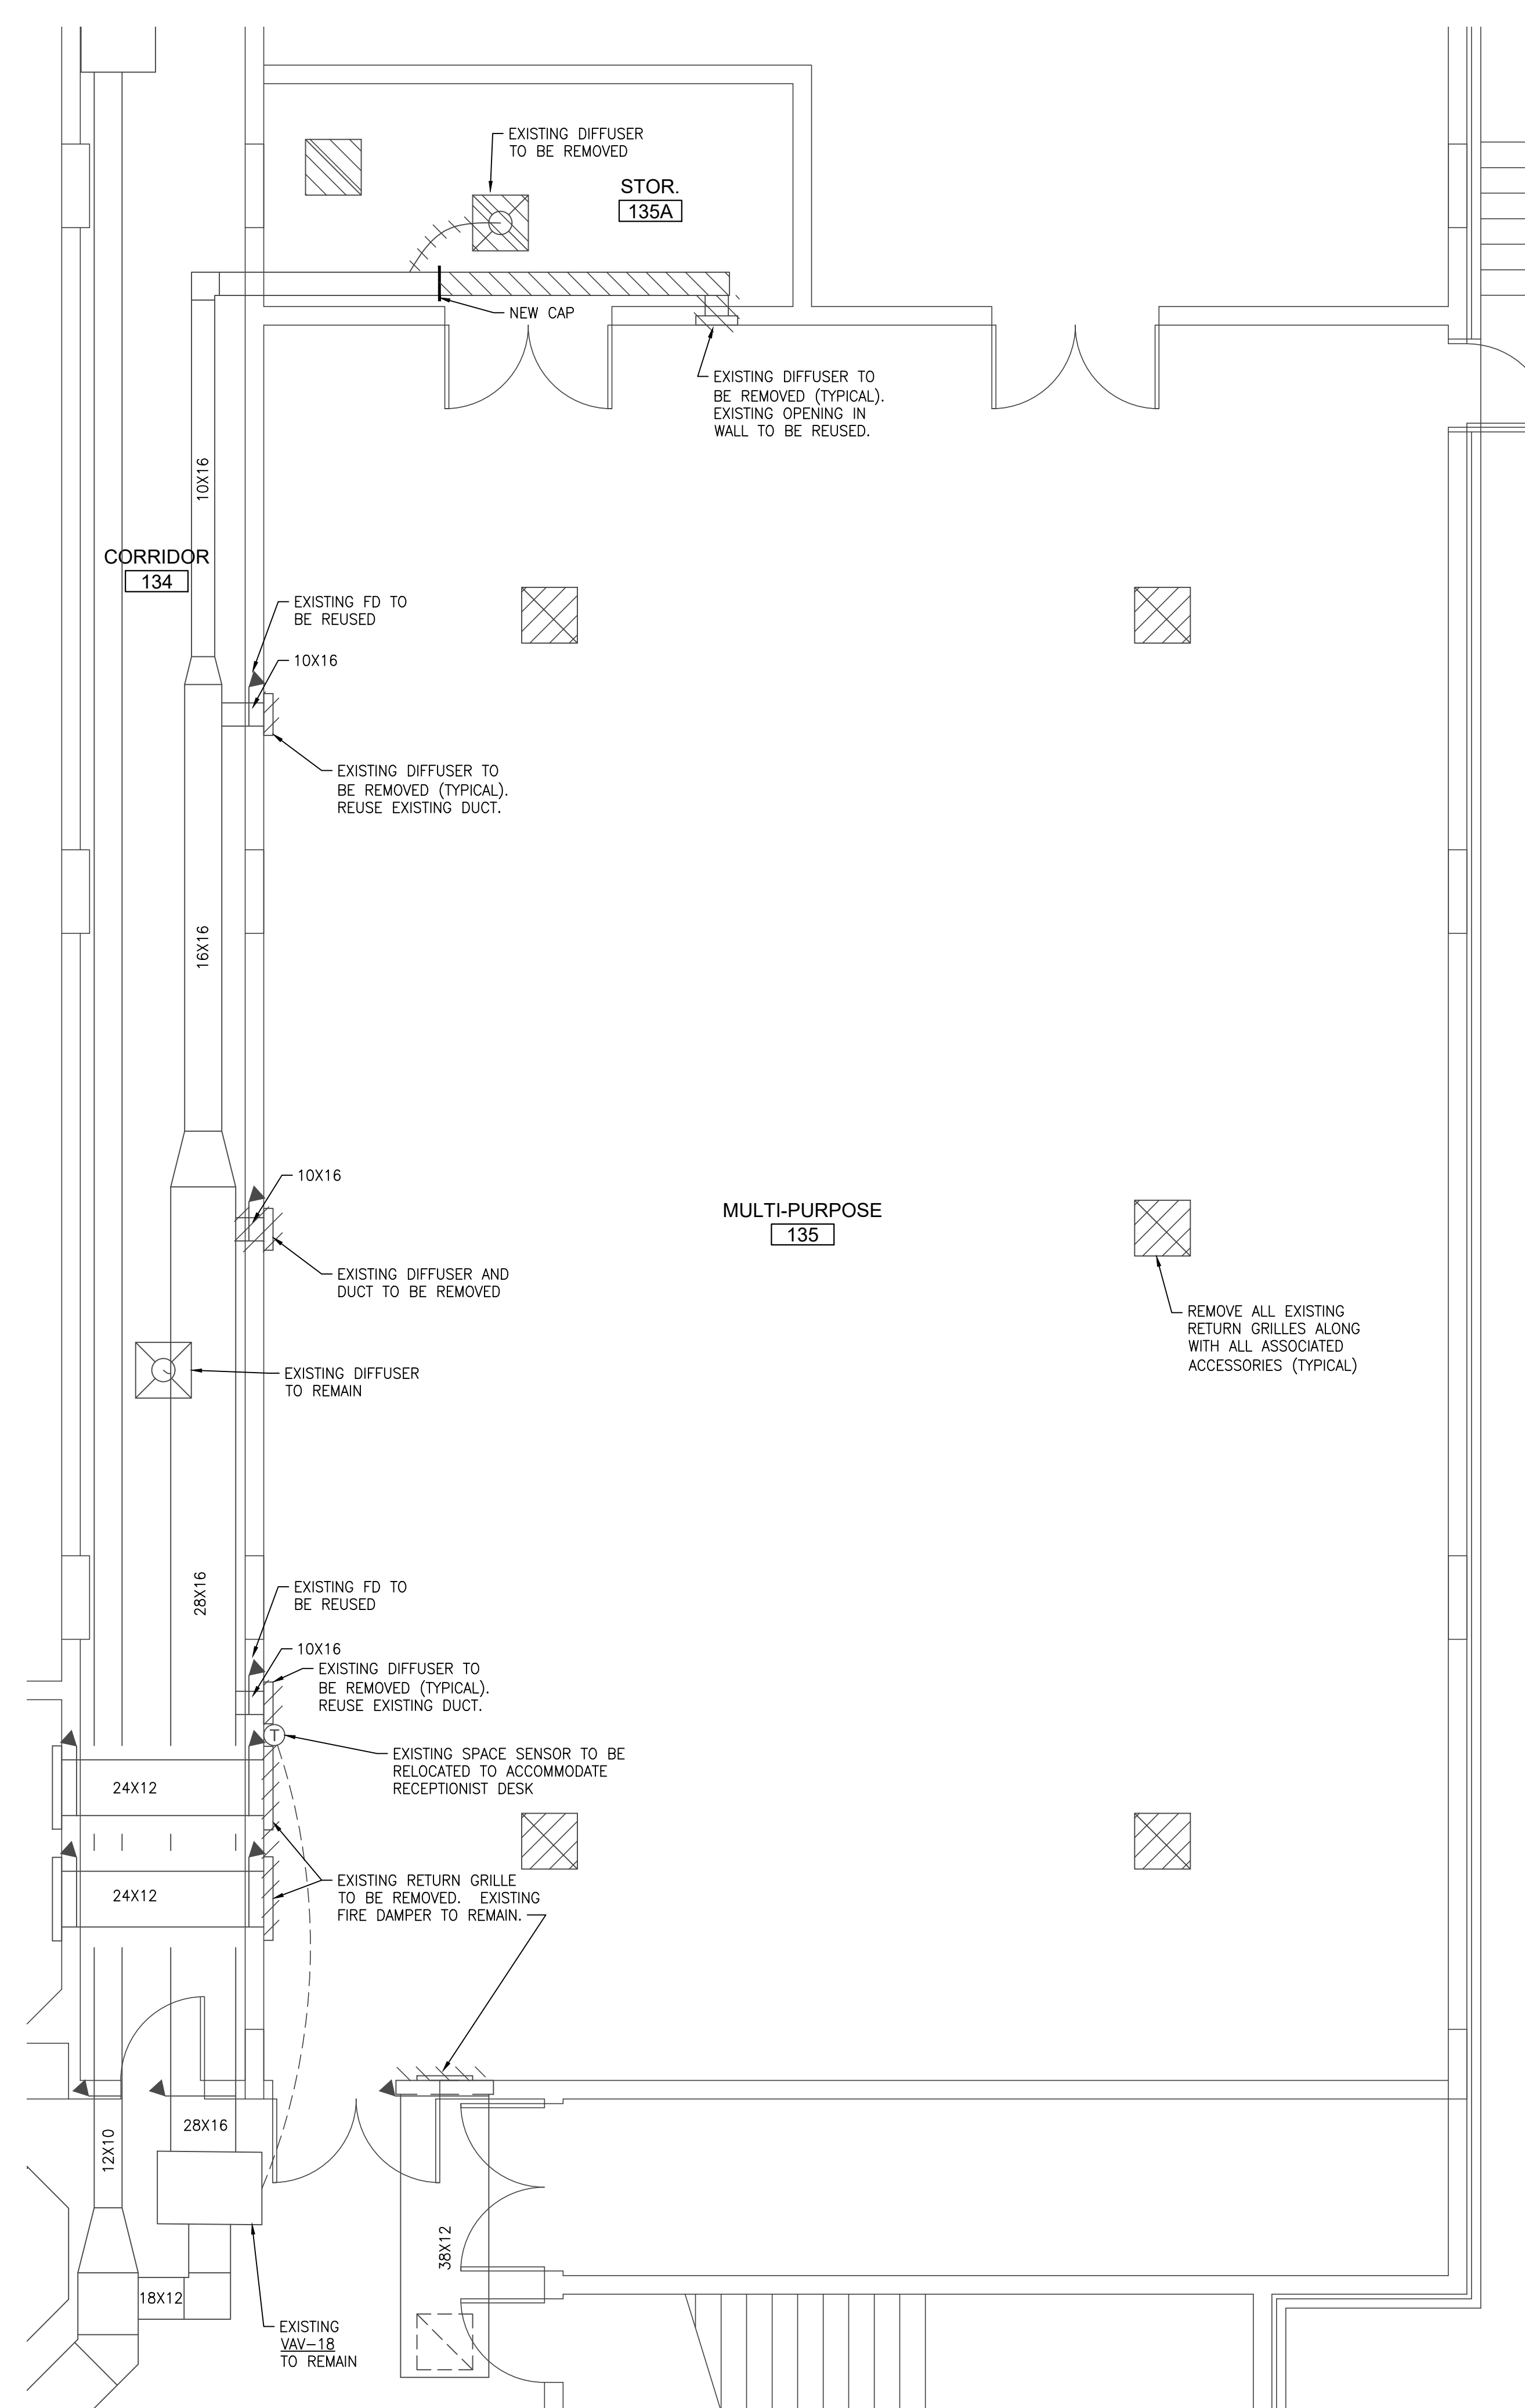 EXISTING DIFFUSER
TO BE REMOVED
STOR.
135A
NEW CAP
EXISTING DIFFUSER TO
BE REMOVED (TYPICAL).
EXISTING OPENING IN
WALL TO BE REUSED.
10X16
CORRIDOR
134
EXISTING FD TO
BE REUSED
10X16
EXISTING DIFFUSER TO
BE REMOVED (TYPICAL).
REUSE EXISTING DUCT.
16X16
10X16
MULTI-PURPOSE
135
EXISTING DIFFUSER AND
DUCT TO BE REMOVED
REMOVE ALL EXISTING
RETURN GRILLES ALONG
WITH ALL ASSOCIATED
ACCESSORIES (TYPICAL)
EXISTING DIFFUSER
TO REMAIN
28X16
EXISTING FD TO
BE REUSED
10X16
EXISTING DIFFUSER TO
BE REMOVED (TYPICAL).
REUSE EXISTING DUCT.
T
EXISTING SPACE SENSOR TO BE
RELOCATED TO ACCOMMODATE
RECEPTIONIST DESK
24X12
24X12
EXISTING RETURN GRILLE
TO BE REMOVED. EXISTING
FIRE DAMPER TO REMAIN.
28X16
12X10
38X12
18X12
EXISTING
VAV-18
TO REMAIN